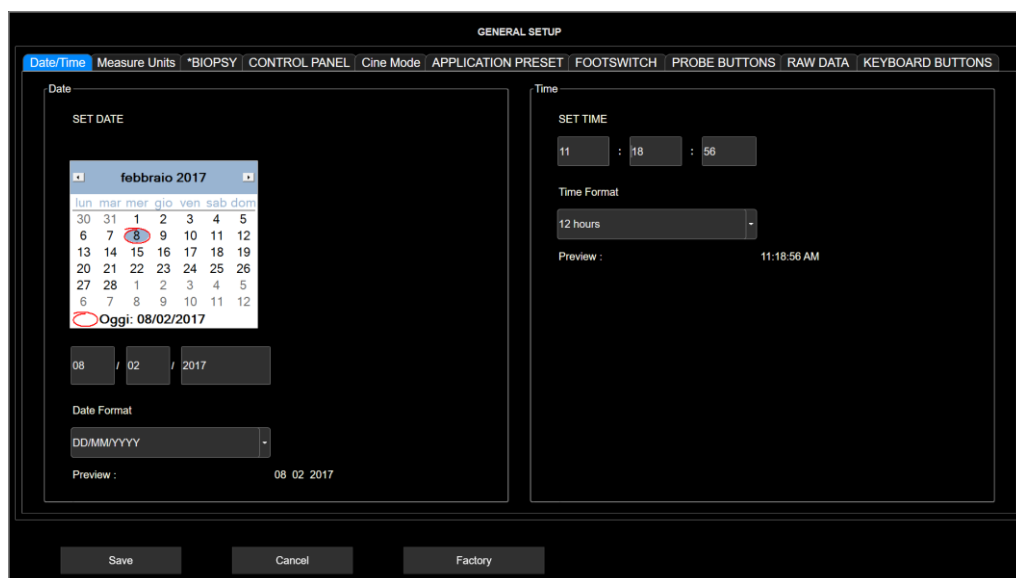 GENERAL SETUP
Date/Time Measure Units *BIOPSY CONTROL PANEL Cine Mode APPLICATION PRESET FOOTSWITCH PROBE BUTTONS RAW DATA KEYBOARD BUTTONS
Date
SET DATE
febbraio 2017
lun mar mer gio ven sab dom
30 31 1 2 3 4 5
6 7 8 9 10 11 12
13 14 15 16 17 18 19
20 21 22 23 24 25 26
27 28 1 2 3 4 5
6 7 8 9 10 11 12
Oggi: 08/02/2017
08 / 02 / 2017
Date Format
DD/MM/YYYY
Preview : 08 02 2017
Time
SET TIME
11 : 18 : 56
Time Format
12 hours
Preview : 11:18:56 AM
Save Cancel Factory